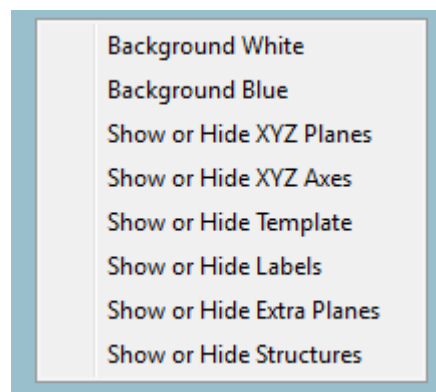 Background White
Background Blue
Show or Hide XYZ Planes
Show or Hide XYZ Axes
Show or Hide Template
Show or Hide Labels
Show or Hide Extra Planes
Show or Hide Structures